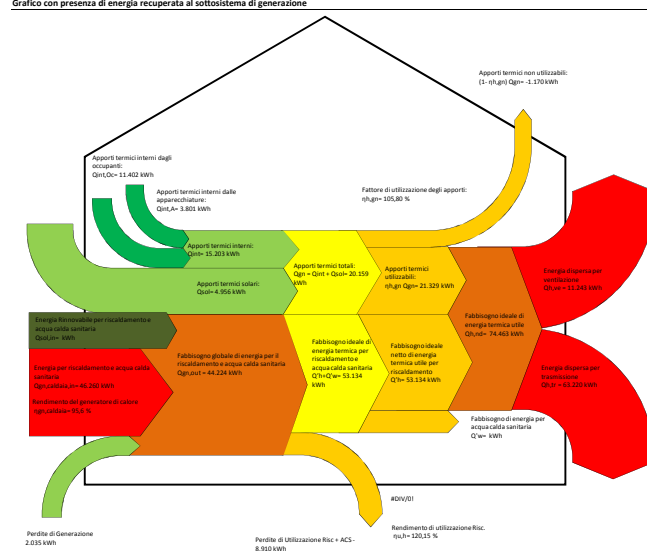 Grafico con presenza di energia recuperata al sottosistema di generazione
Apporti termici non utilizzabili:
(1- ηh,gn) Qgn= -1.170 kWh
Apporti termici interni dagli
occupanti:
Qint,Oc= 11.402 kWh
Apporti termici interni dalle
apparecchiature:
Qint,A= 3.801 kWh
Fattore di utilizzazione degli apporti:
ηh,gn= 105,80 %
Apporti termici interni:
Qint= 15.203 kWh
Apporti termici solari:
Qsol= 4.956 kWh
Apporti termici totali:
Qgn = Qint + Qsol= 20.159
kWh
Apporti termici
utilizzabili:
ηh,gn Qgn= 21.329 kWh
Energia dispersa per
ventilazione
Qh,ve = 11.243 kWh
Fabbisogno ideale di
energia termica utile
Qh,nd= 74.463 kWh
Energia Rinnovabile per riscaldamento e
acqua calda sanitaria
Qsol,in= kWh
Energia per riscaldamento e acqua calda
sanitaria
Qgn,caldaia,in= 46.260 kWh
Rendimento del generatore di calore
ηgn,caldaia= 95,6 %
Fabbisogno globale di energia per il
riscaldamento e acqua calda sanitaria
Qgn,out = 44.224 kWh
Fabbisogno ideale di
energia termica per
riscaldamento e
acqua calda sanitaria
Q'h+Q'w= 53.134
kWh
Fabbisogno ideale
netto di energia
termica utile per
riscaldamento
Q'h= 53.134 kWh
Energia dispersa per
trasmissione
Qh,tr = 63.220 kWh
Fabbisogno di energia per
acqua calda sanitaria
Q'w= kWh
#DIV/0!
Perdite di Generazione
2.035 kWh
Perdite di Utilizzazione Risc + ACS -
8.910 kWh
Rendimento di utilizzazione Risc.
ηu,h= 120,15 %